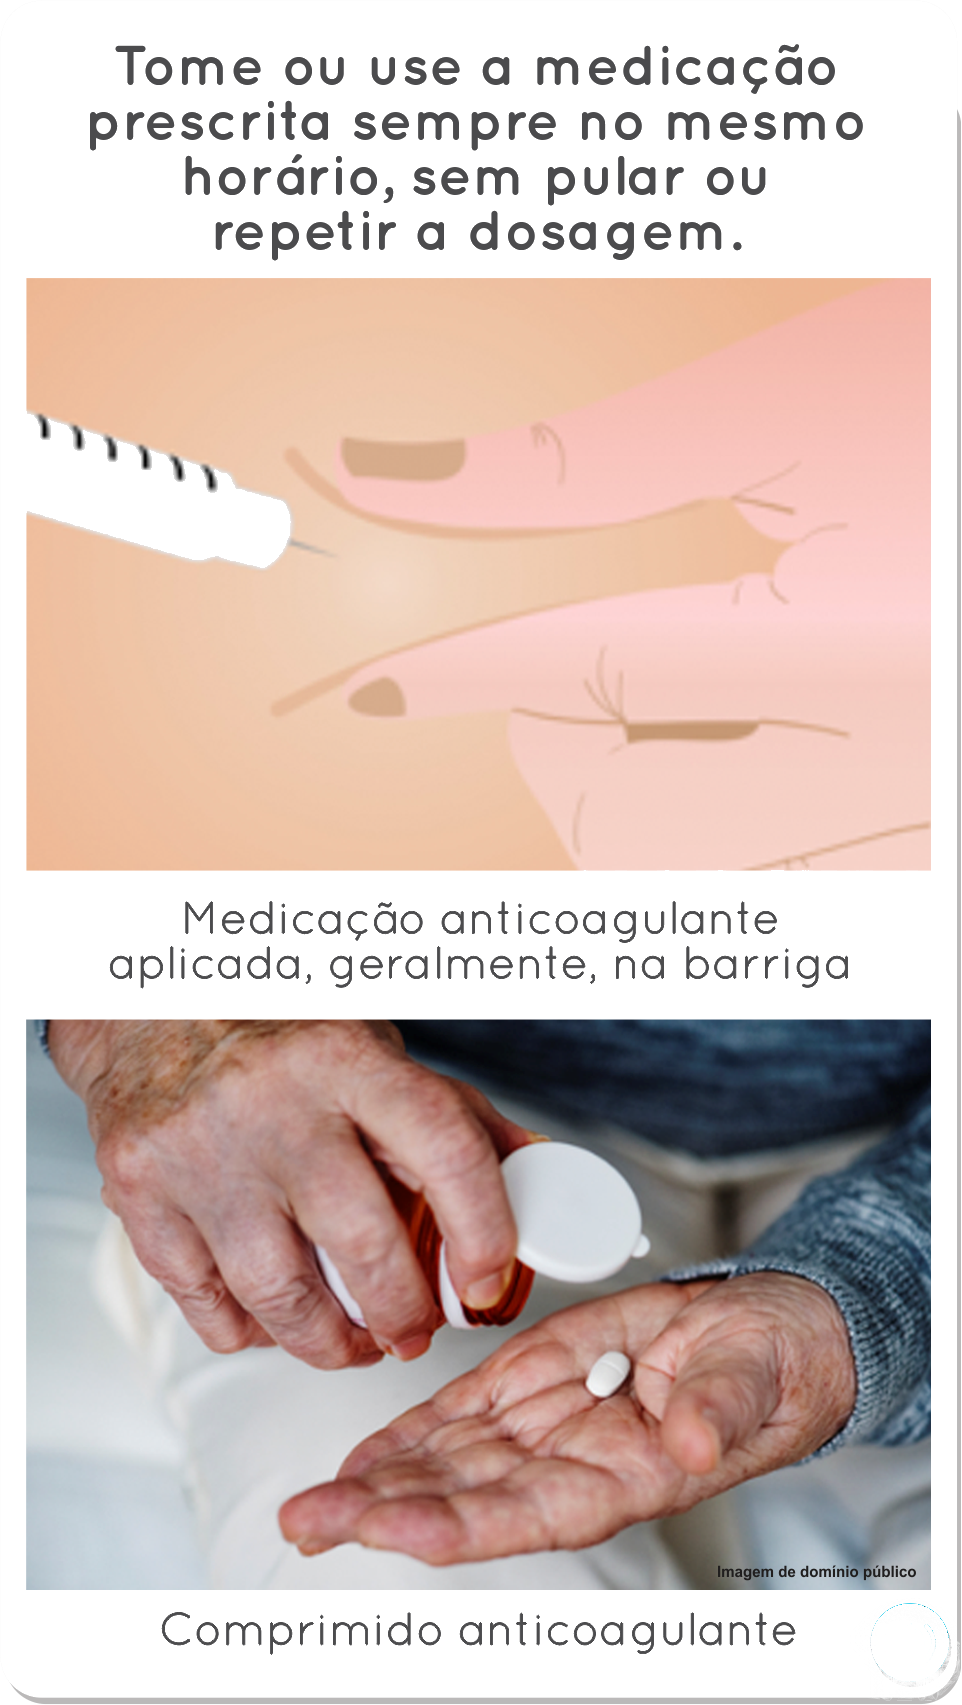 Tome ou use a medicação
prescrita sempre no mesmo
horário, sem pular ou
repetir a dosagem.
Medicação anticoagulante
aplicada, geralmente, na barriga
Imagem de domínio público
Comprimido anticoagulante